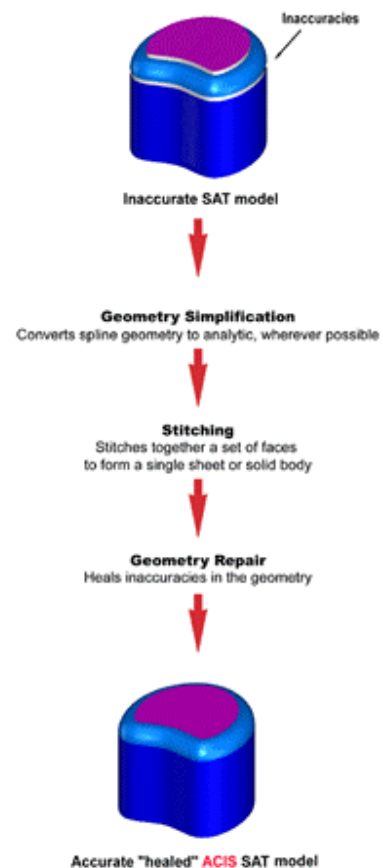 Inaccuracies
Inaccurate SAT model
Geometry Simplification
Converts spline geometry to analytic, wherever possible
Stitching
Stitches together a set of faces
to form a single sheet or solid body
Geometry Repair
Heals inaccuracies in the geometry
Accurate "healed" ACIS SAT model